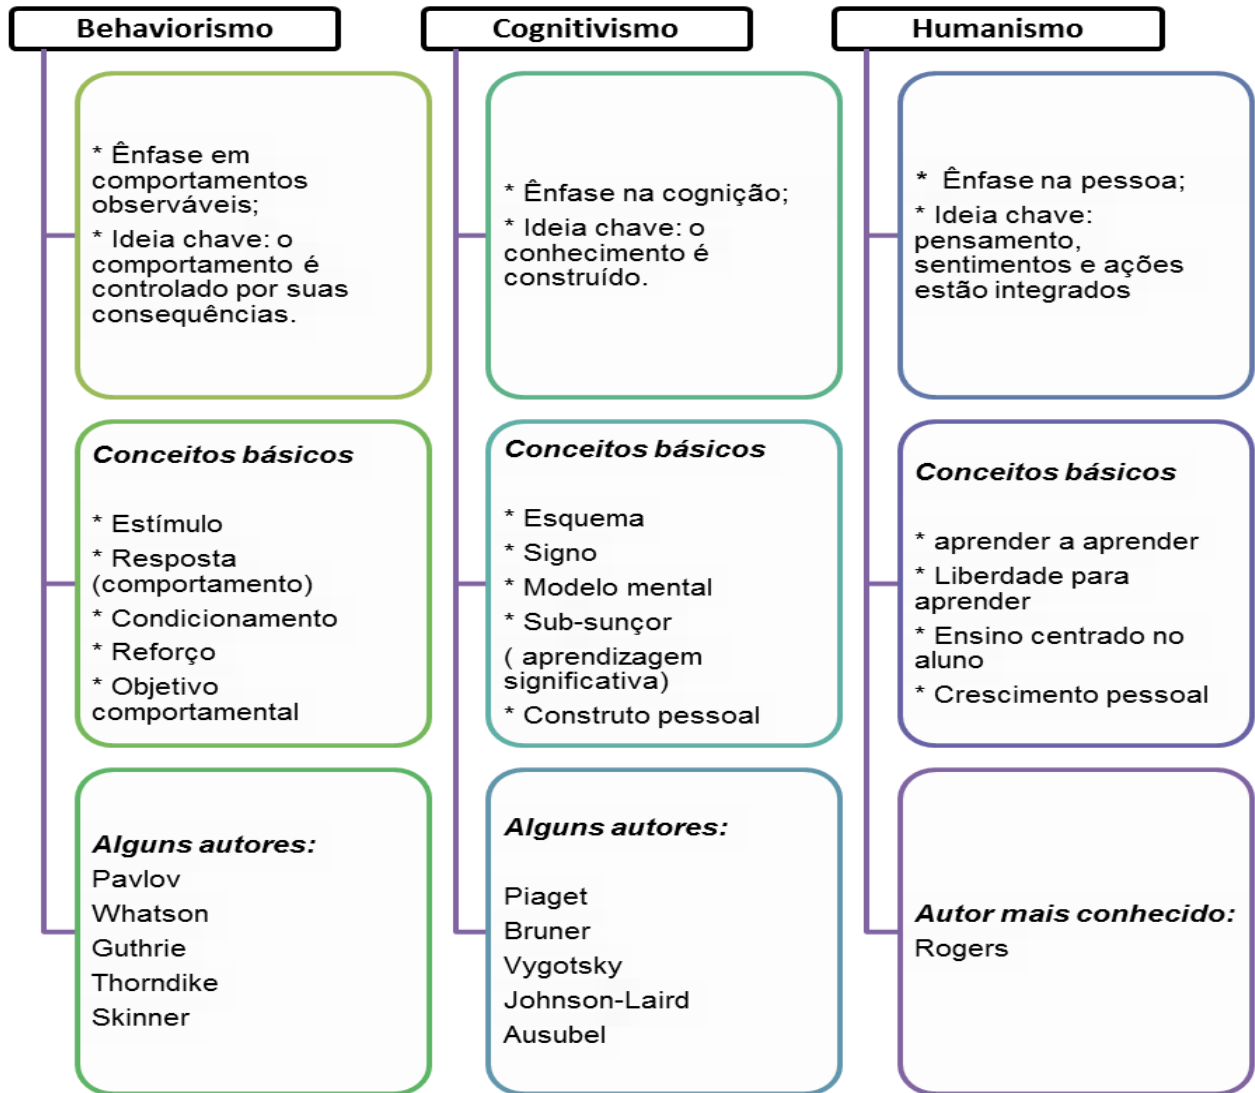 Behaviorismo
* Ênfase em
comportamentos
observáveis;
* Ideia chave: o
comportamento é
controlado por suas
consequências.
Conceitos básicos
* Estímulo
* Resposta
(comportamento)
* Condicionamento
* Reforço
* Objetivo
comportamental
Alguns autores:
Pavlov
Whatson
Guthrie
Thorndike
Skinner
Cognitivismo
* Ênfase na cognição;
* Ideia chave: o
conhecimento é
construído.
Conceitos básicos
* Esquema
* Signo
* Modelo mental
* Sub-sunçor
( aprendizagem
significativa)
* Construto pessoal
Alguns autores:
Piaget
Bruner
Vygotsky
Johnson-Laird
Ausubel
Humanismo
* Ênfase na pessoa;
* Ideia chave:
pensamento,
sentimentos e ações
estão integrados
Conceitos básicos
* aprender a aprender
* Liberdade para
aprender
* Ensino centrado no
aluno
* Crescimento pessoal
Autor mais conhecido:
Rogers